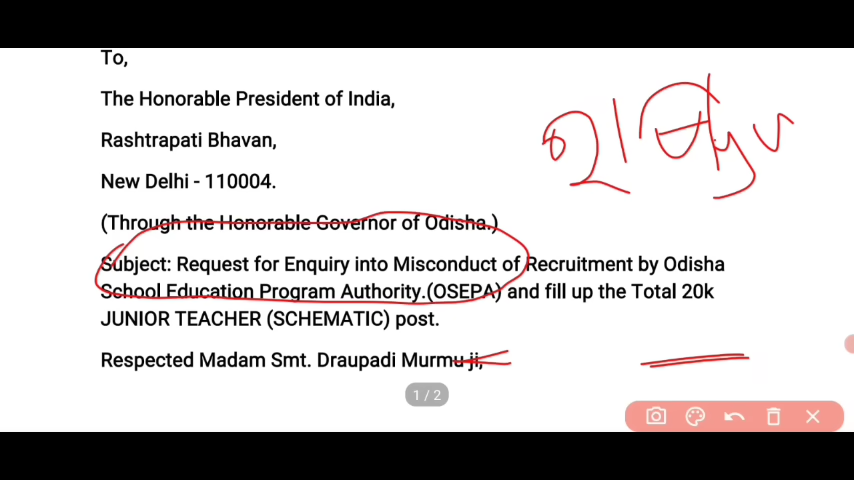 To,
The Honorable President of India,
Rashtrapati Bhavan,
New Delhi - 110004.
(Through the Honorable Governor of Odisha.)
Subject: Request for Enquiry into Misconduct of Recruitment by Odisha
School Education Program Authority.(OSEPA) and fill up the Total 20k
JUNIOR TEACHER (SCHEMATIC) post.
Respected Madam Smt. Draupadi Murmu ji,
1 / 2